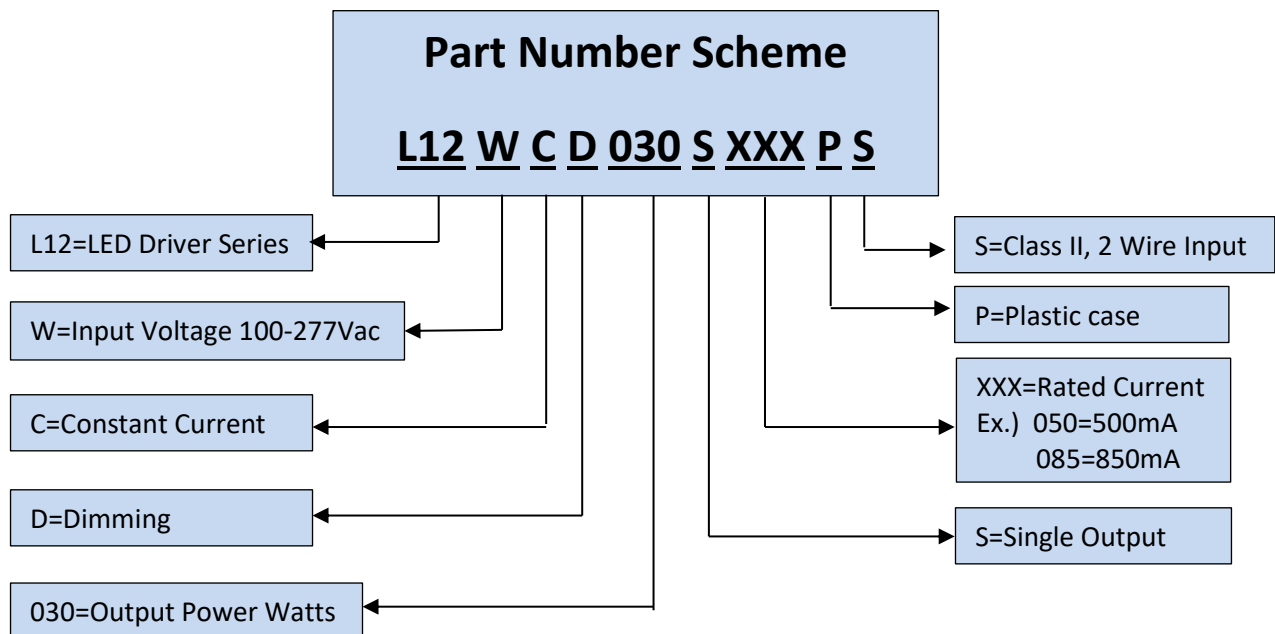 Part Number Scheme
L12 W C D 030 S XXX P S
L12=LED Driver Series
W=Input Voltage 100-277Vac
C=Constant Current
D=Dimming
030=Output Power Watts
S=Class II, 2 Wire Input
P=Plastic case
XXX=Rated Current
Ex.) 050=500mA
085=850mA
S=Single Output